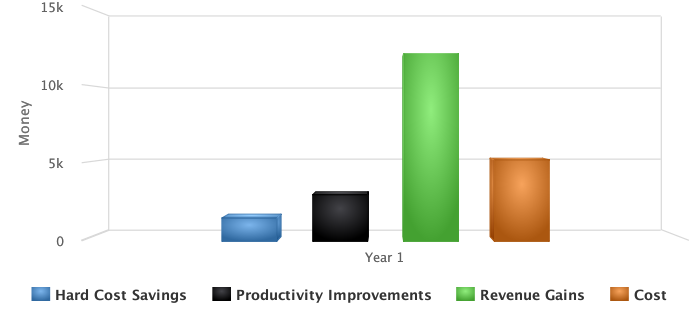 15k
10k
5k
0
Money
Year 1
Hard Cost Savings Productivity Improvements Revenue Gains Cost